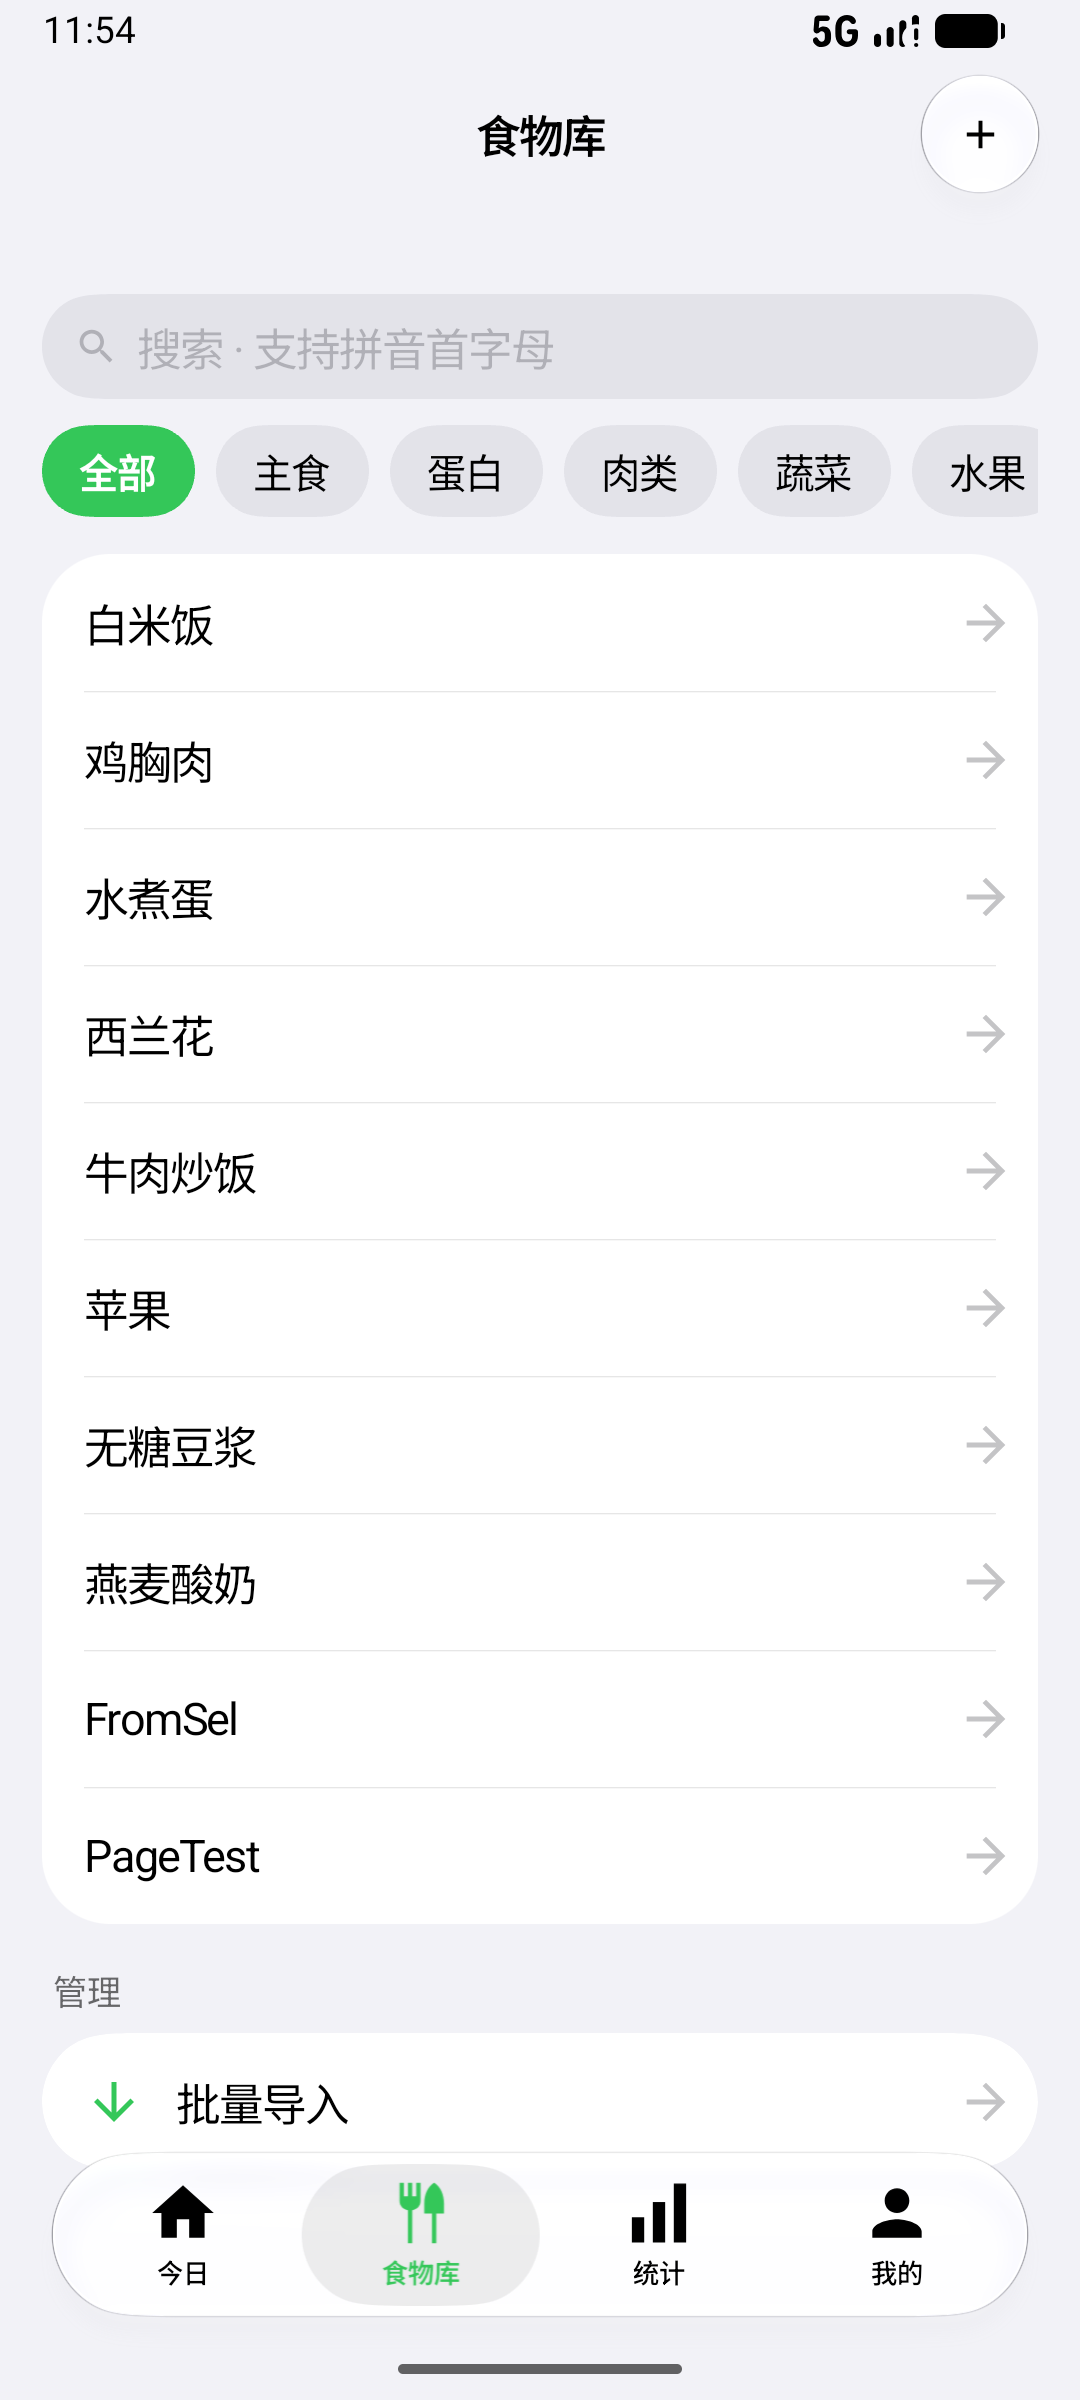 11:54
5G
食物库
搜索 · 支持拼音首字母
全部 主食 蛋白 肉类 蔬菜 水果
白米饭
鸡胸肉
水煮蛋
西兰花
牛肉炒饭
苹果
无糖豆浆
燕麦酸奶
FromSel
PageTest
管理
批量导入
今日 食物库 统计 我的